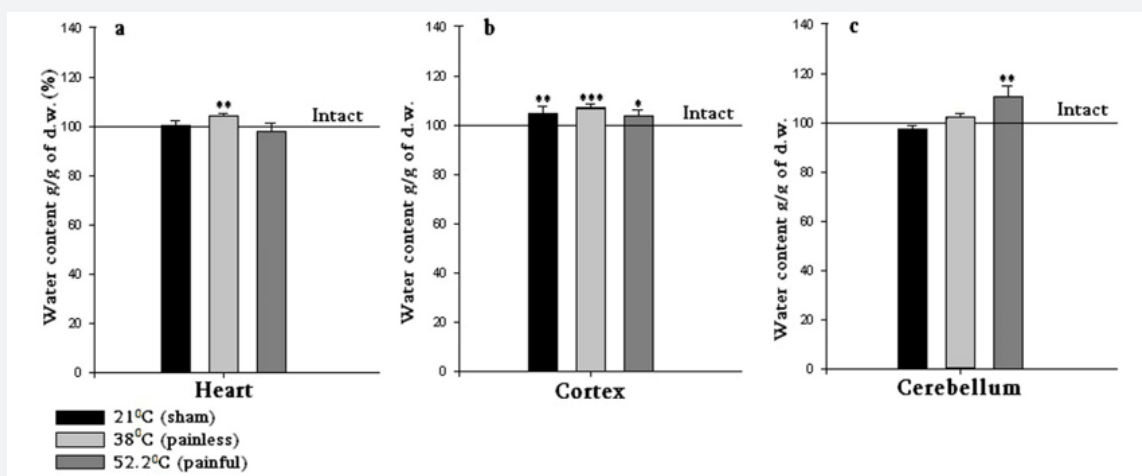 a
140
120
100
80
60
40
20
0
Water content g/g of d.w. (%)
**
Intact
Heart
b
140
120
100
80
60
40
20
0
Water content g/g of d.w.
**
***
*
Intact
Cortex
c
140
120
100
80
60
40
20
0
Water content g/g of d.w.
**
Intact
Cerebellum
21⁰C (sham)
38⁰C (painless)
52.2⁰C (painful)